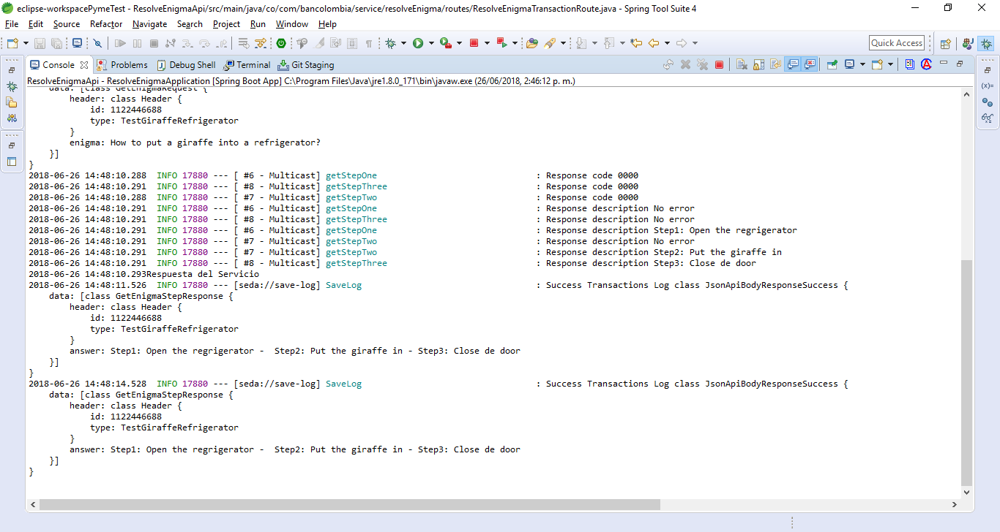 eclipse-workspacePymeTest - ResolveEnigmaApi/src/main/java/co/com/bancolombia/service/resolveEnigma/routes/ResolveEnigmaTransactionRoute.java - Spring Tool Suite 4
File Edit Source Refactor Navigate Search Project Run Window Help
Quick Access
Console Problems Debug Shell Terminal Git Staging
ResolveEnigmaApi - ResolveEnigmaApplication [Spring Boot App] C:\Program Files\Java\jre1.8.0_171\bin\javaw.exe (26/06/2018, 2:46:12 p. m.)
data: [class GetEnigmaRequest {
header: class Header {
id: 1122446688
type: TestGiraffeRefrigerator
}
enigma: How to put a giraffe into a refrigerator?
}]
}
2018-06-26 14:48:10.288 INFO 17880 --- [ #6 - Multicast] getStepOne : Response code 0000
2018-06-26 14:48:10.291 INFO 17880 --- [ #8 - Multicast] getStepThree : Response code 0000
2018-06-26 14:48:10.288 INFO 17880 --- [ #7 - Multicast] getStepTwo : Response code 0000
2018-06-26 14:48:10.291 INFO 17880 --- [ #6 - Multicast] getStepOne : Response description No error
2018-06-26 14:48:10.291 INFO 17880 --- [ #8 - Multicast] getStepThree : Response description No error
2018-06-26 14:48:10.291 INFO 17880 --- [ #6 - Multicast] getStepOne : Response description Step1: Open the regrigerator
2018-06-26 14:48:10.291 INFO 17880 --- [ #7 - Multicast] getStepTwo : Response description No error
2018-06-26 14:48:10.291 INFO 17880 --- [ #7 - Multicast] getStepTwo : Response description Step2: Put the giraffe in
2018-06-26 14:48:10.291 INFO 17880 --- [ #8 - Multicast] getStepThree : Response description Step3: Close de door
2018-06-26 14:48:10.293Respuesta del Servicio
2018-06-26 14:48:11.526 INFO 17880 --- [seda://save-log] SaveLog : Success Transactions Log class JsonApiBodyResponseSuccess {
data: [class GetEnigmaStepResponse {
header: class Header {
id: 1122446688
type: TestGiraffeRefrigerator
}
answer: Step1: Open the regrigerator - Step2: Put the giraffe in - Step3: Close de door
}]
}
2018-06-26 14:48:14.528 INFO 17880 --- [seda://save-log] SaveLog : Success Transactions Log class JsonApiBodyResponseSuccess {
data: [class GetEnigmaStepResponse {
header: class Header {
id: 1122446688
type: TestGiraffeRefrigerator
}
answer: Step1: Open the regrigerator - Step2: Put the giraffe in - Step3: Close de door
}]
}